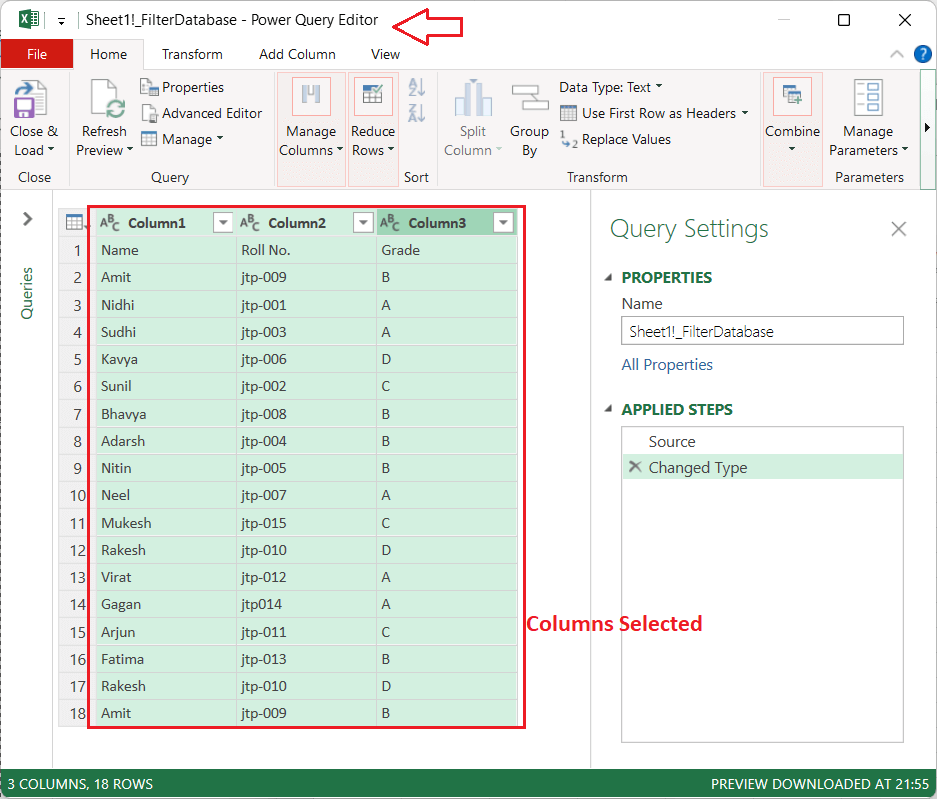 Sheet1!_FilterDatabase - Power Query Editor
File Home Transform Add Column View
Close & Load
Refresh Preview
Properties
Advanced Editor
Manage
Manage Columns
Reduce Rows
Split Column
Group By
Data Type: Text
Use First Row as Headers
Replace Values
Combine
Manage Parameters
Close Query Sort Transform Parameters
Queries
Column1 Column2 Column3
1 Name Roll No. Grade
2 Amit jtp-009 B
3 Nidhi jtp-001 A
4 Sudhi jtp-003 A
5 Kavya jtp-006 D
6 Sunil jtp-002 C
7 Bhavya jtp-008 B
8 Adarsh jtp-004 B
9 Nitin jtp-005 B
10 Neel jtp-007 A
11 Mukesh jtp-015 C
12 Rakesh jtp-010 D
13 Virat jtp-012 A
14 Gagan jtp014 A
15 Arjun jtp-011 C
16 Fatima jtp-013 B
17 Rakesh jtp-010 D
18 Amit jtp-009 B
Columns Selected
Query Settings
PROPERTIES
Name
Sheet1!_FilterDatabase
All Properties
APPLIED STEPS
Source
Changed Type
3 COLUMNS, 18 ROWS PREVIEW DOWNLOADED AT 21:55